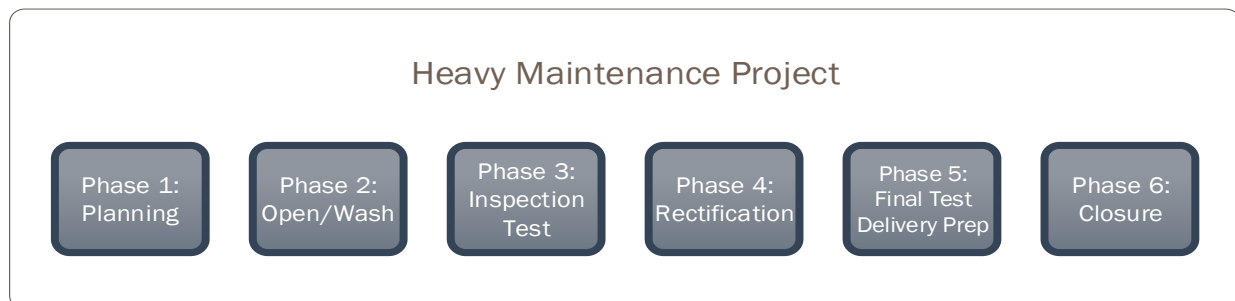 Heavy Maintenance Project
Phase 1:
Planning
Phase 2:
Open/Wash
Phase 3:
Inspection
Test
Phase 4:
Rectification
Phase 5:
Final Test
Delivery Prep
Phase 6:
Closure